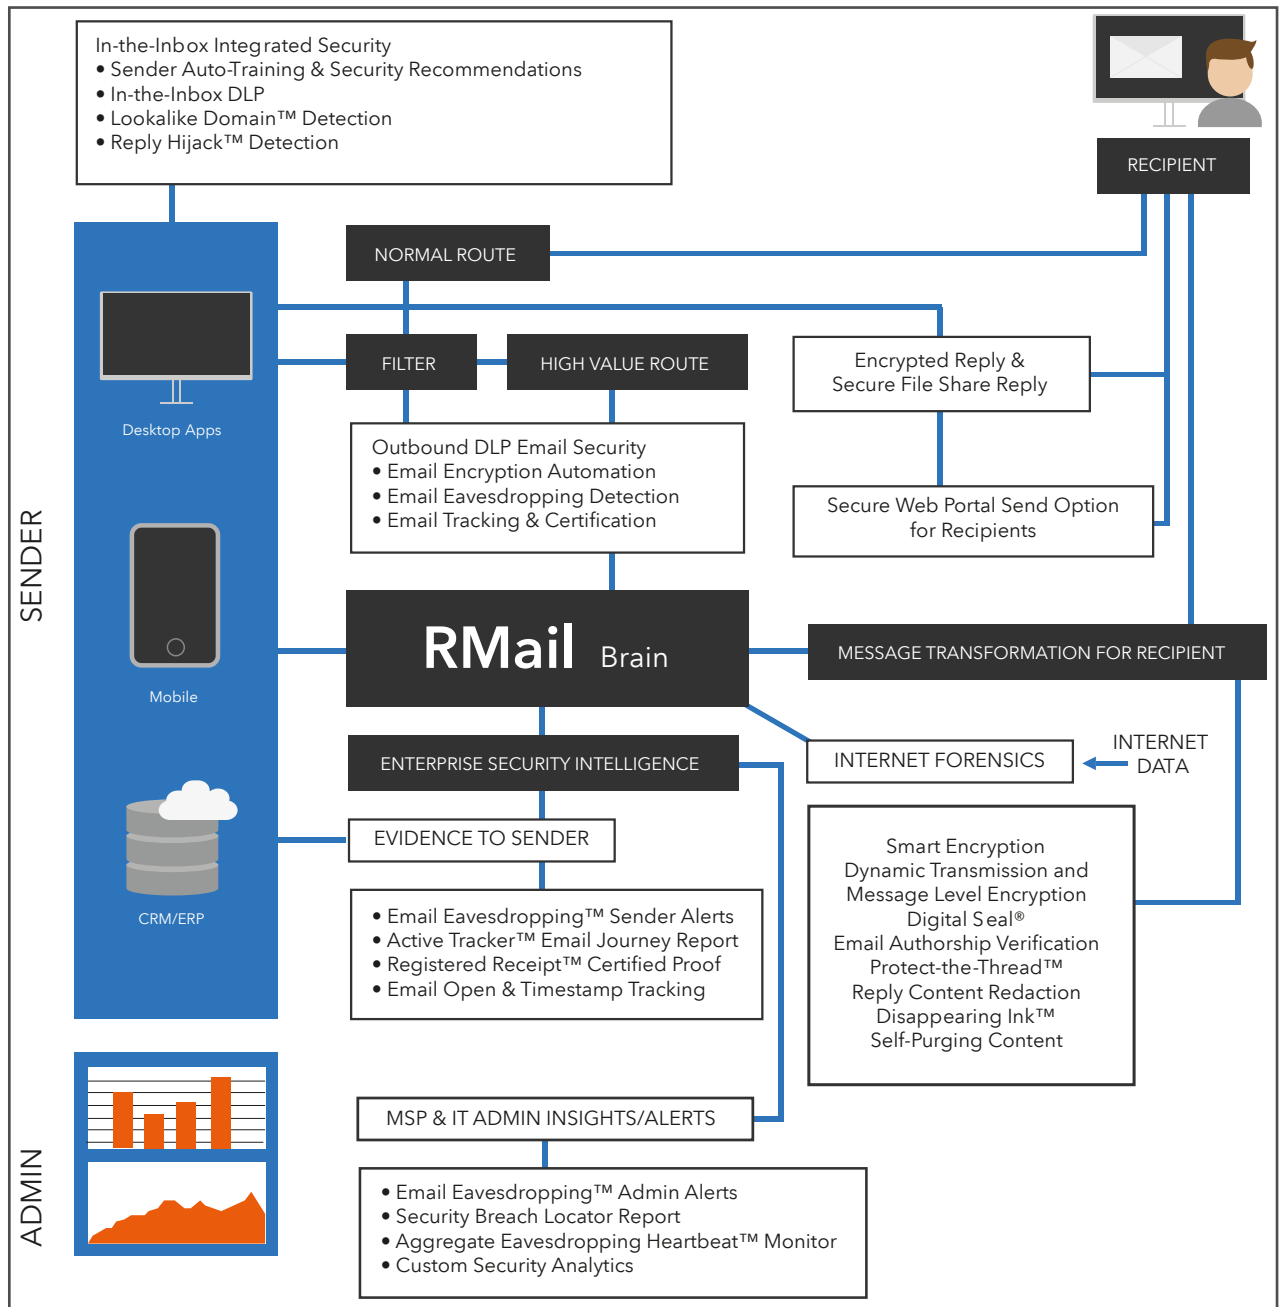 In-the-Inbox Integrated Security
• Sender Auto-Training & Security Recommendations
• In-the-Inbox DLP
• Lookalike Domain™ Detection
• Reply Hijack™ Detection
RECIPIENT
NORMAL ROUTE
FILTER
HIGH VALUE ROUTE
Encrypted Reply &
Secure File Share Reply
Desktop Apps
Outbound DLP Email Security
• Email Encryption Automation
• Email Eavesdropping Detection
• Email Tracking & Certification
Secure Web Portal Send Option
for Recipients
SENDER
RMail Brain
MESSAGE TRANSFORMATION FOR RECIPIENT
Mobile
ENTERPRISE SECURITY INTELLIGENCE
INTERNET FORENSICS
INTERNET
DATA
EVIDENCE TO SENDER
CRM/ERP
• Email Eavesdropping™ Sender Alerts
• Active Tracker™ Email Journey Report
• Registered Receipt™ Certified Proof
• Email Open & Timestamp Tracking
Smart Encryption
Dynamic Transmission and
Message Level Encryption
Digital Seal®
Email Authorship Verification
Protect-the-Thread™
Reply Content Redaction
Disappearing Ink™
Self-Purging Content
ADMIN
MSP & IT ADMIN INSIGHTS/ALERTS
• Email Eavesdropping™ Admin Alerts
• Security Breach Locator Report
• Aggregate Eavesdropping Heartbeat™ Monitor
• Custom Security Analytics